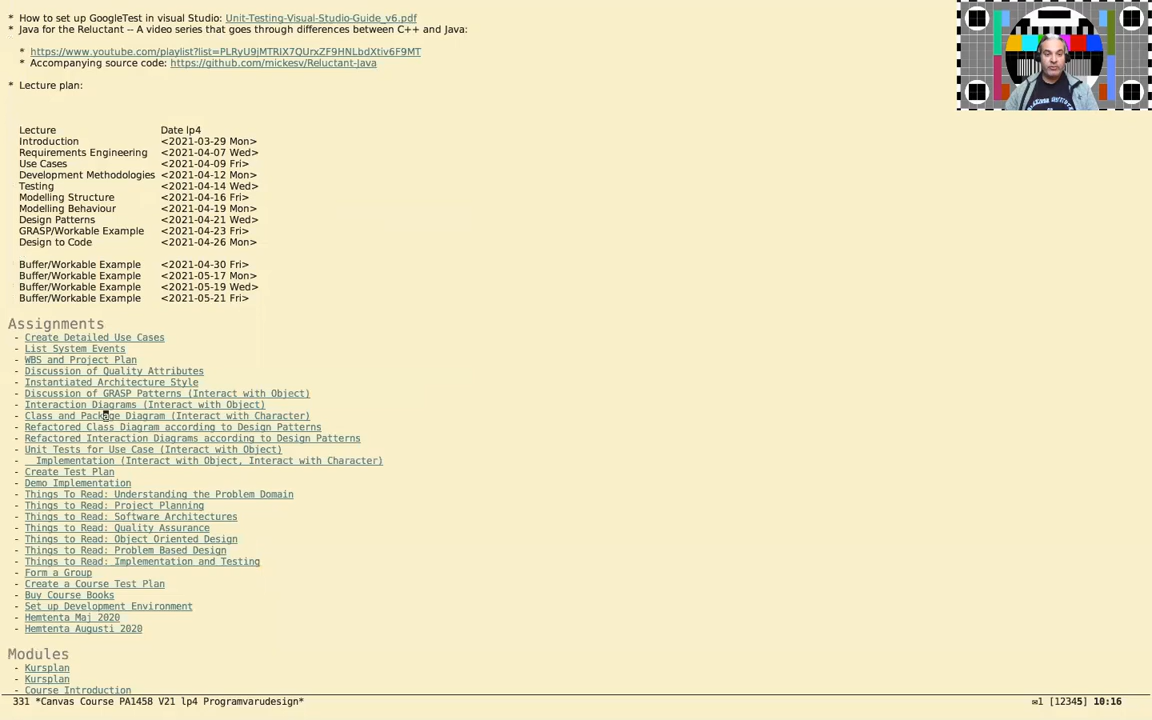 * How to set up GoogleTest in visual Studio: Unit-Testing-Visual-Studio-Guide_v6.pdf
* Java for the Reluctant -- A video series that goes through differences between C++ and Java:
* https://www.youtube.com/playlist?list=PLRyU9jMTRIX7QUrxZF9HNLbdXtiv6F9MT
* Accompanying source code: https://github.com/mickesv/Reluctant-Java
* Lecture plan:
Lecture Date lp4
Introduction <2021-03-29 Mon>
Requirements Engineering <2021-04-07 Wed>
Use Cases <2021-04-09 Fri>
Development Methodologies <2021-04-12 Mon>
Testing <2021-04-14 Wed>
Modelling Structure <2021-04-16 Fri>
Modelling Behaviour <2021-04-19 Mon>
Design Patterns <2021-04-21 Wed>
GRASP/Workable Example <2021-04-23 Fri>
Design to Code <2021-04-26 Mon>
Buffer/Workable Example <2021-04-30 Fri>
Buffer/Workable Example <2021-05-17 Mon>
Buffer/Workable Example <2021-05-19 Wed>
Buffer/Workable Example <2021-05-21 Fri>
Assignments
- Create Detailed Use Cases
- List System Events
- WBS and Project Plan
- Discussion of Quality Attributes
- Instantiated Architecture Style
- Discussion of GRASP Patterns (Interact with Object)
- Interaction Diagrams (Interact with Object)
- Class and Package Diagram (Interact with Character)
- Refactored Class Diagram according to Design Patterns
- Refactored Interaction Diagrams according to Design Patterns
- Unit Tests for Use Case (Interact with Object)
- Implementation (Interact with Object, Interact with Character)
- Create Test Plan
- Demo Implementation
- Things To Read: Understanding the Problem Domain
- Things to Read: Project Planning
- Things to Read: Software Architectures
- Things to Read: Quality Assurance
- Things to Read: Object Oriented Design
- Things to Read: Problem Based Design
- Things to Read: Implementation and Testing
- Form a Group
- Create a Course Test Plan
- Buy Course Books
- Set up Development Environment
- Hemtenta Maj 2020
- Hemtenta Augusti 2020
Modules
- Kursplan
- Kursplan
- Course Introduction
331 *Canvas Course PA1458 V21 lp4 Programvarudesign* ✉1 [12345] 10:16